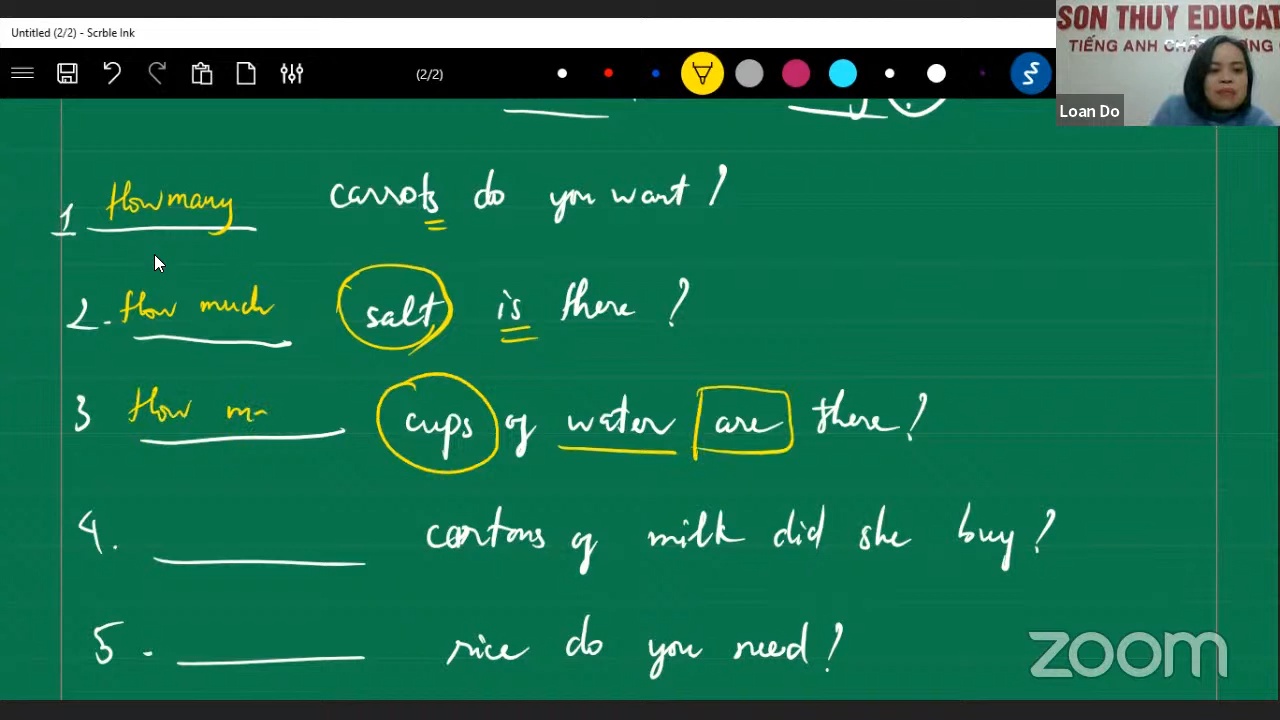 SON THUY EDUCAT
TIẾNG ANH CHẤT
Untitled (2/2) - Scrble Ink
(2/2)
Loan Do
1 How many carrots do you want?
2. How much salt is there?
3 How ma cups of water are there?
4. cartons of milk did she buy?
5. rice do you need?
zoom